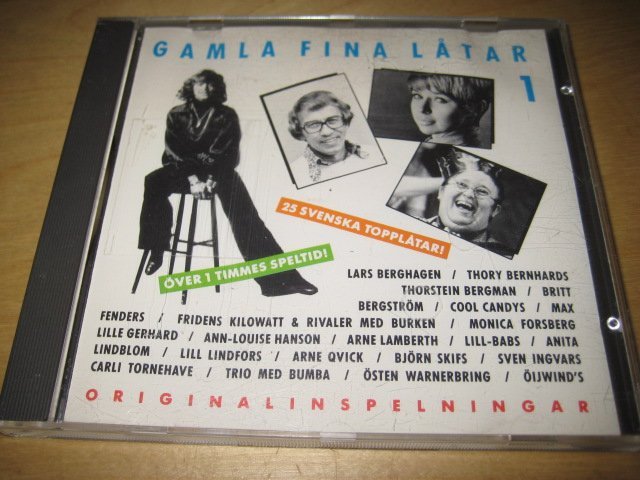 GAMLA FINA LÅTAR
1
25 SVENSKA TOPPLÅTAR!
ÖVER 1 TIMMES SPELTID!
LARS BERGHAGEN / THORY BERNHARDS
THORSTEIN BERGMAN / BRITT
BERGSTRÖM / COOL CANDYS / MAX
FENDERS / FRIDENS KILOWATT & RIVALER MED BURKEN / MONICA FORSBERG
LILLE GERHARD / ANN-LOUISE HANSON / ARNE LAMBERTH / LILL-BABS / ANITA
LINDBLOM / LILL LINDFORS / ARNE QVICK / BJÖRN SKIFS / SVEN INGVARS
CARLI TORNEHAVE / TRIO MED BUMBA / ÖSTEN WARNERBRING / ÖIJWIND'S
ORIGINALINSPELNINGAR